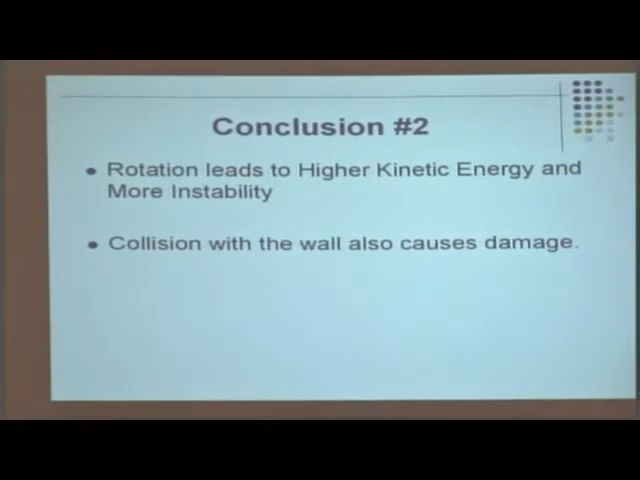 Conclusion #2
Rotation leads to Higher Kinetic Energy and
More Instability
Collision with the wall also causes damage.